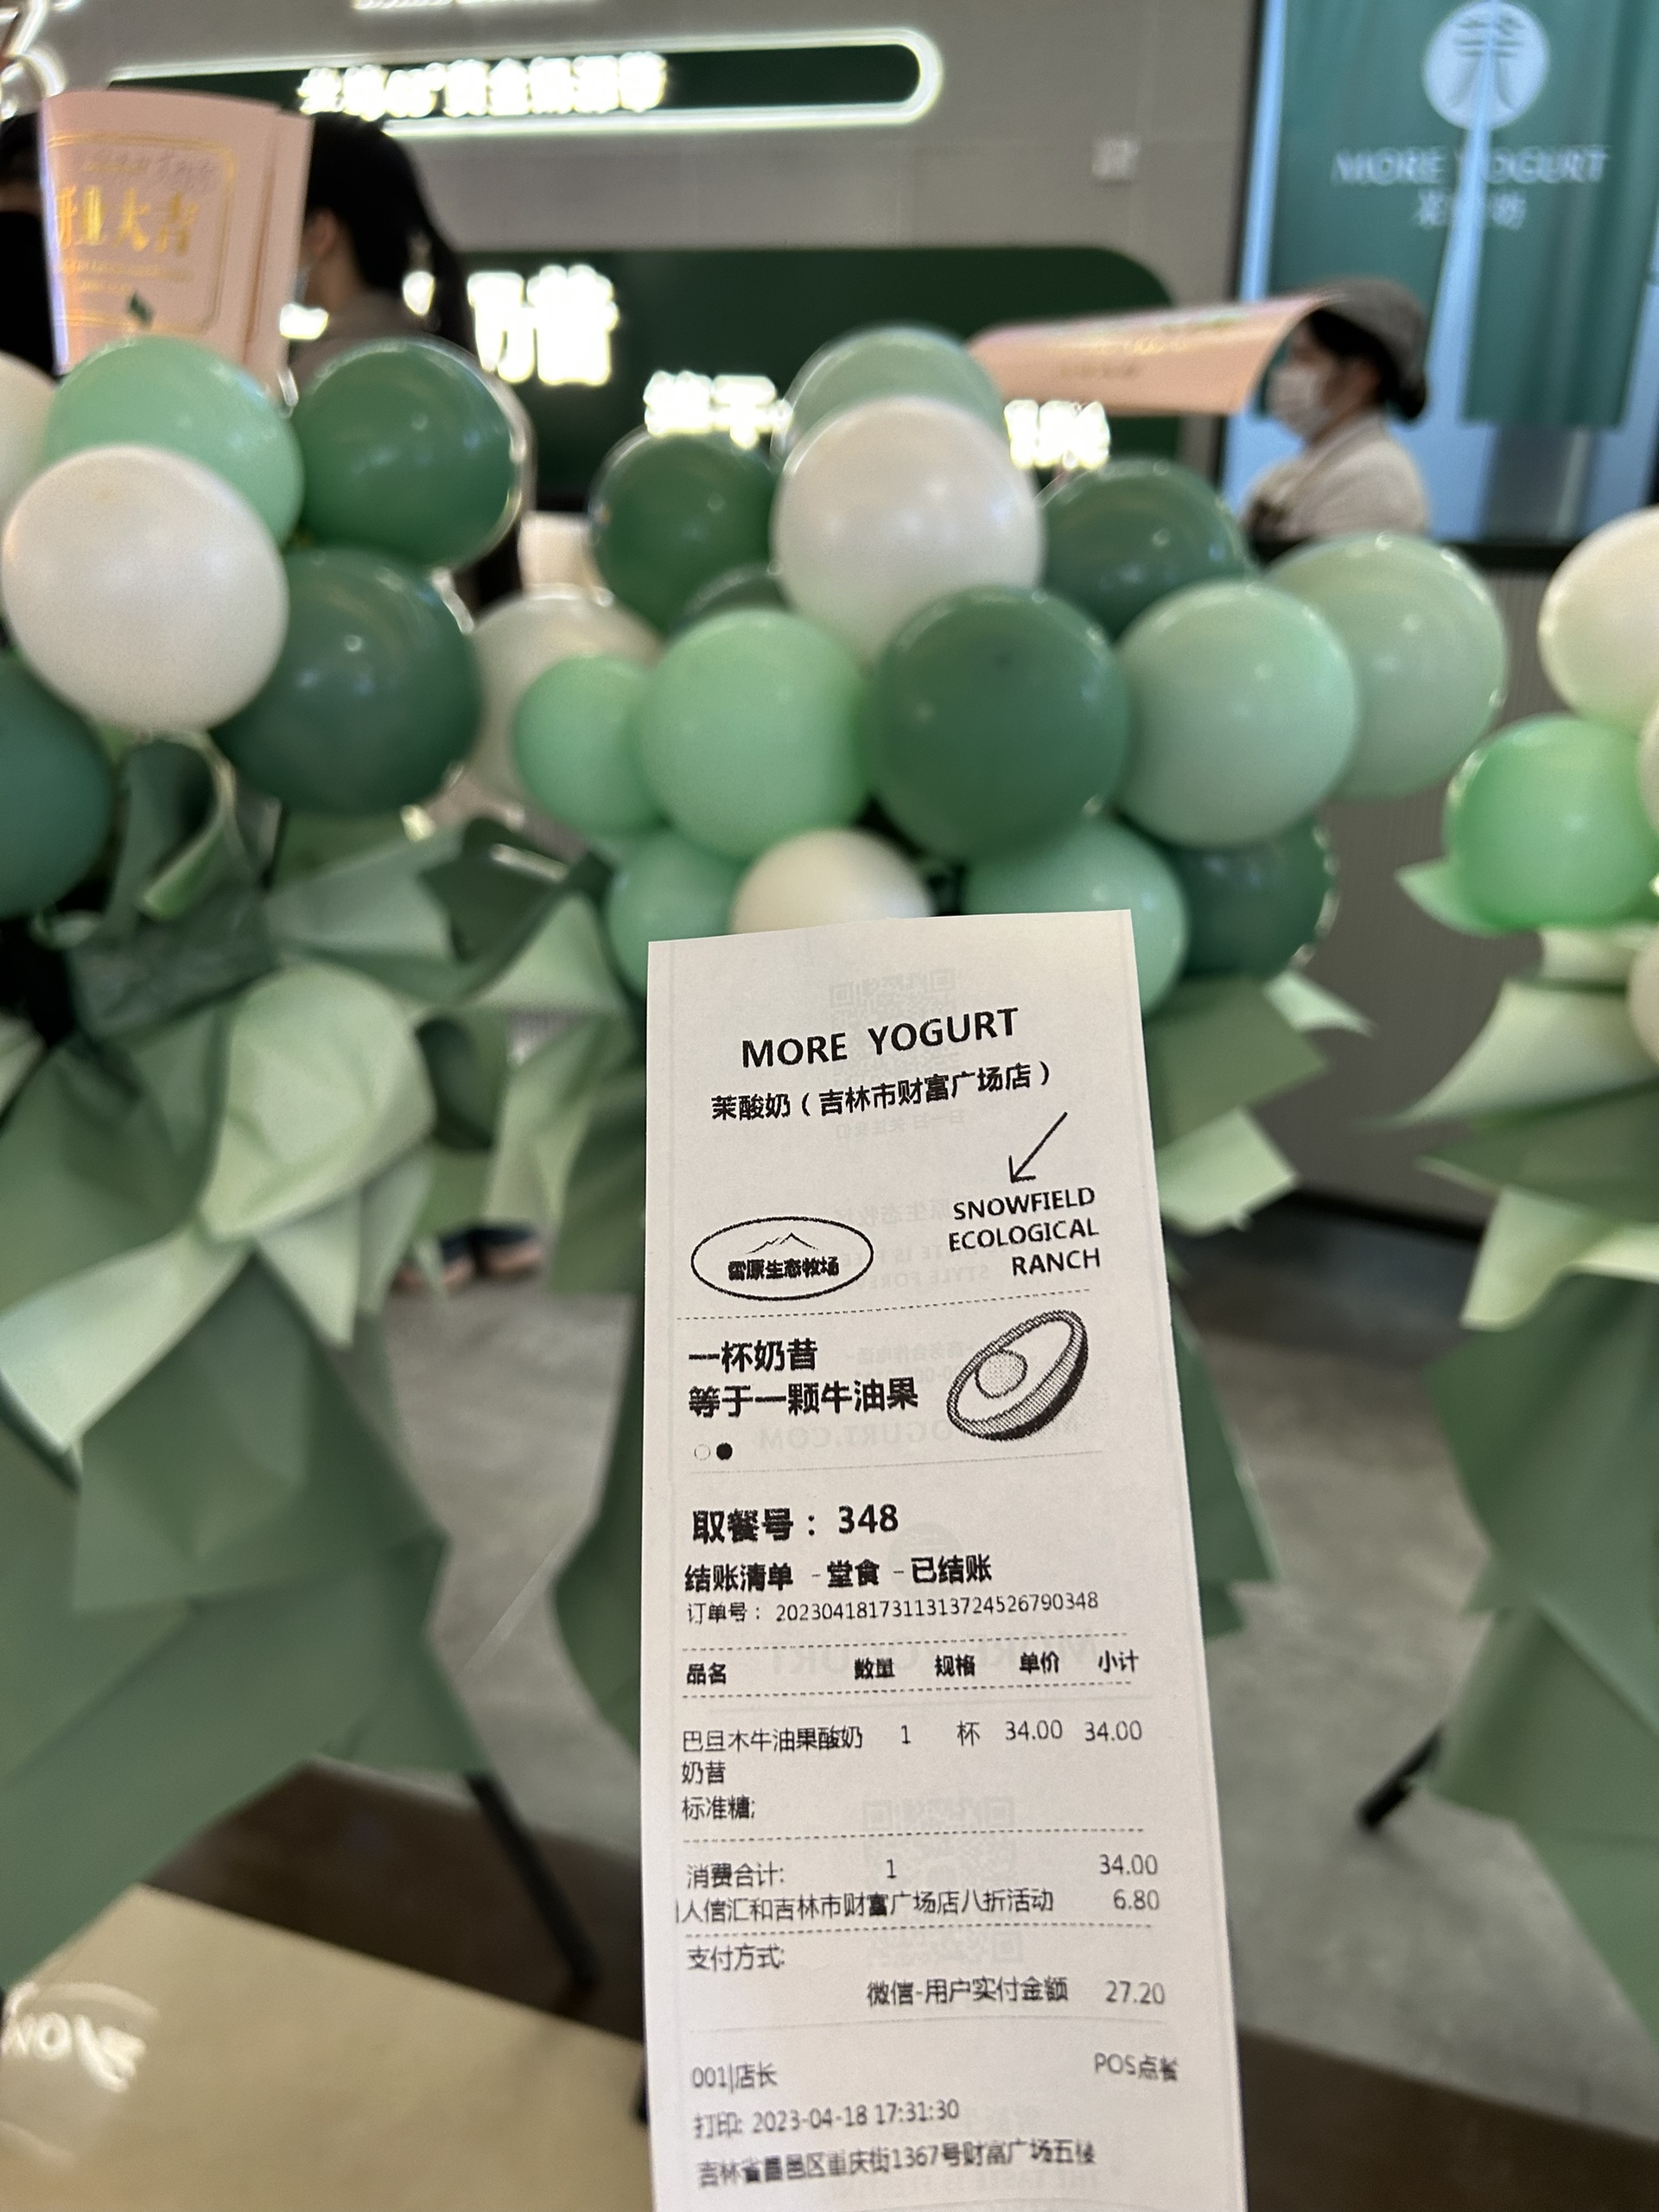 开业大吉
MORE YOGURT
奶昔
MORE YOGURT
茉酸奶（吉林市财富广场店）
SNOWFIELD
ECOLOGICAL
RANCH
雪原生态牧场
一杯奶昔
等于一颗牛油果
取餐号： 348
结账清单 -堂食 -已结账
订单号： 2023041817311313724526790348
品名 数量 规格 单价 小计
巴旦木牛油果酸奶 1 杯 34.00 34.00
奶昔
标准糖;
消费合计: 1 34.00
人信汇和吉林市财富广场店八折活动 6.80
支付方式:
微信-用户实付金额 27.20
001|店长 POS点餐
打印: 2023-04-18 17:31:30
吉林省昌邑区重庆街1367号财富广场五楼